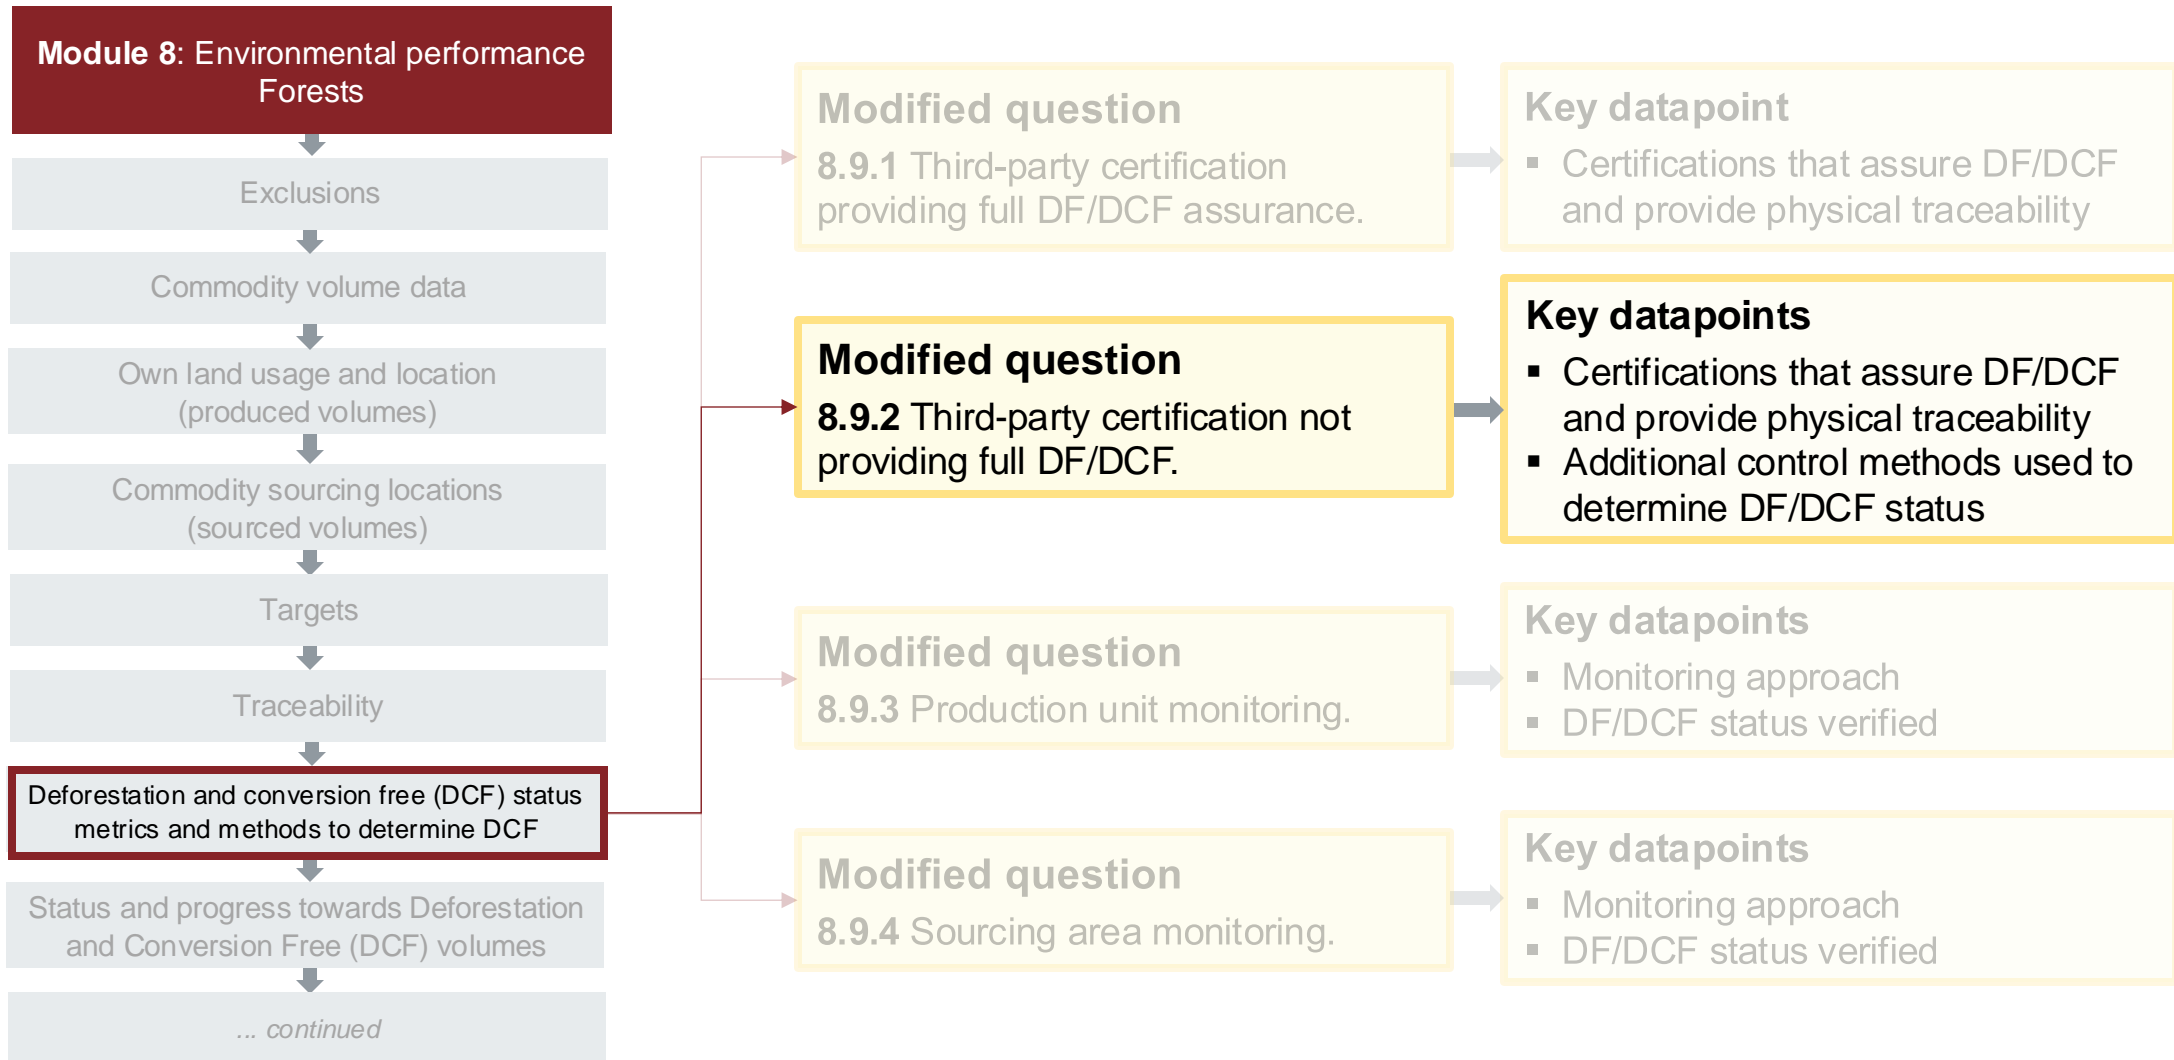 Module 8: Environmental performance
Forests
Exclusions
Commodity volume data
Own land usage and location
(produced volumes)
Commodity sourcing locations
(sourced volumes)
Targets
Traceability
Deforestation and conversion free (DCF) status
metrics and methods to determine DCF
Status and progress towards Deforestation
and Conversion Free (DCF) volumes
... continued
Modified question
8.9.1 Third-party certification
providing full DF/DCF assurance.
Key datapoint
▪ Certifications that assure DF/DCF
and provide physical traceability
Modified question
8.9.2 Third-party certification not
providing full DF/DCF.
Key datapoints
▪ Certifications that assure DF/DCF
and provide physical traceability
▪ Additional control methods used to
determine DF/DCF status
Modified question
8.9.3 Production unit monitoring.
Key datapoints
▪ Monitoring approach
▪ DF/DCF status verified
Modified question
8.9.4 Sourcing area monitoring.
Key datapoints
▪ Monitoring approach
▪ DF/DCF status verified